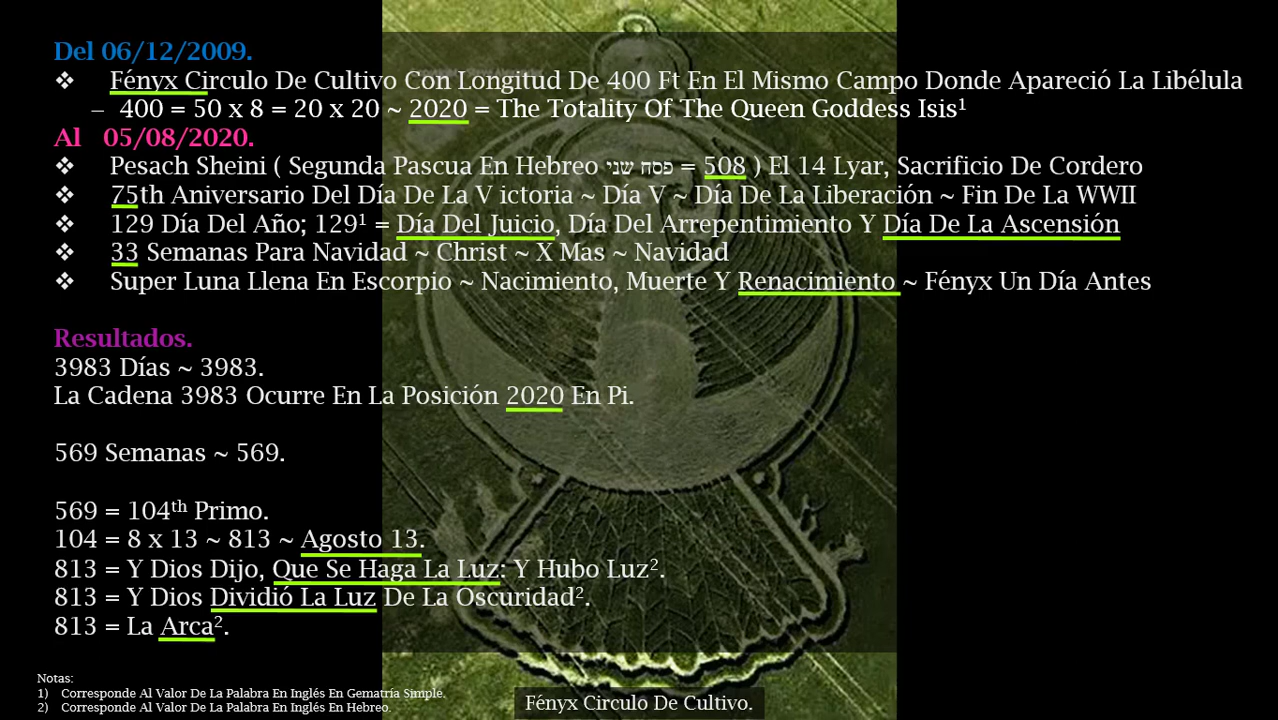 Del 06/12/2009.
❖ Fényx Circulo De Cultivo Con Longitud De 400 Ft En El Mismo Campo Donde Apareció La Libélula
– 400 = 50 x 8 = 20 x 20 ~ 2020 = The Totality Of The Queen Goddess Isis¹
Al 05/08/2020.
❖ Pesach Sheini ( Segunda Pascua En Hebreo פסח שני = 508 ) El 14 Lyar, Sacrificio De Cordero
❖ 75th Aniversario Del Día De La V ictoria ~ Día V ~ Día De La Liberación ~ Fin De La WWII
❖ 129 Día Del Año; 129¹ = Día Del Juicio, Día Del Arrepentimiento Y Día De La Ascensión
❖ 33 Semanas Para Navidad ~ Christ ~ X Mas ~ Navidad
❖ Super Luna Llena En Escorpio ~ Nacimiento, Muerte Y Renacimiento ~ Fényx Un Día Antes
Resultados.
3983 Días ~ 3983.
La Cadena 3983 Ocurre En La Posición 2020 En Pi.
569 Semanas ~ 569.
569 = 104th Primo.
104 = 8 x 13 ~ 813 ~ Agosto 13.
813 = Y Dios Dijo, Que Se Haga La Luz: Y Hubo Luz².
813 = Y Dios Dividió La Luz De La Oscuridad².
813 = La Arca².
Notas:
1) Corresponde Al Valor De La Palabra En Inglés En Gematría Simple.
2) Corresponde Al Valor De La Palabra En Inglés En Hebreo.
Fényx Circulo De Cultivo.